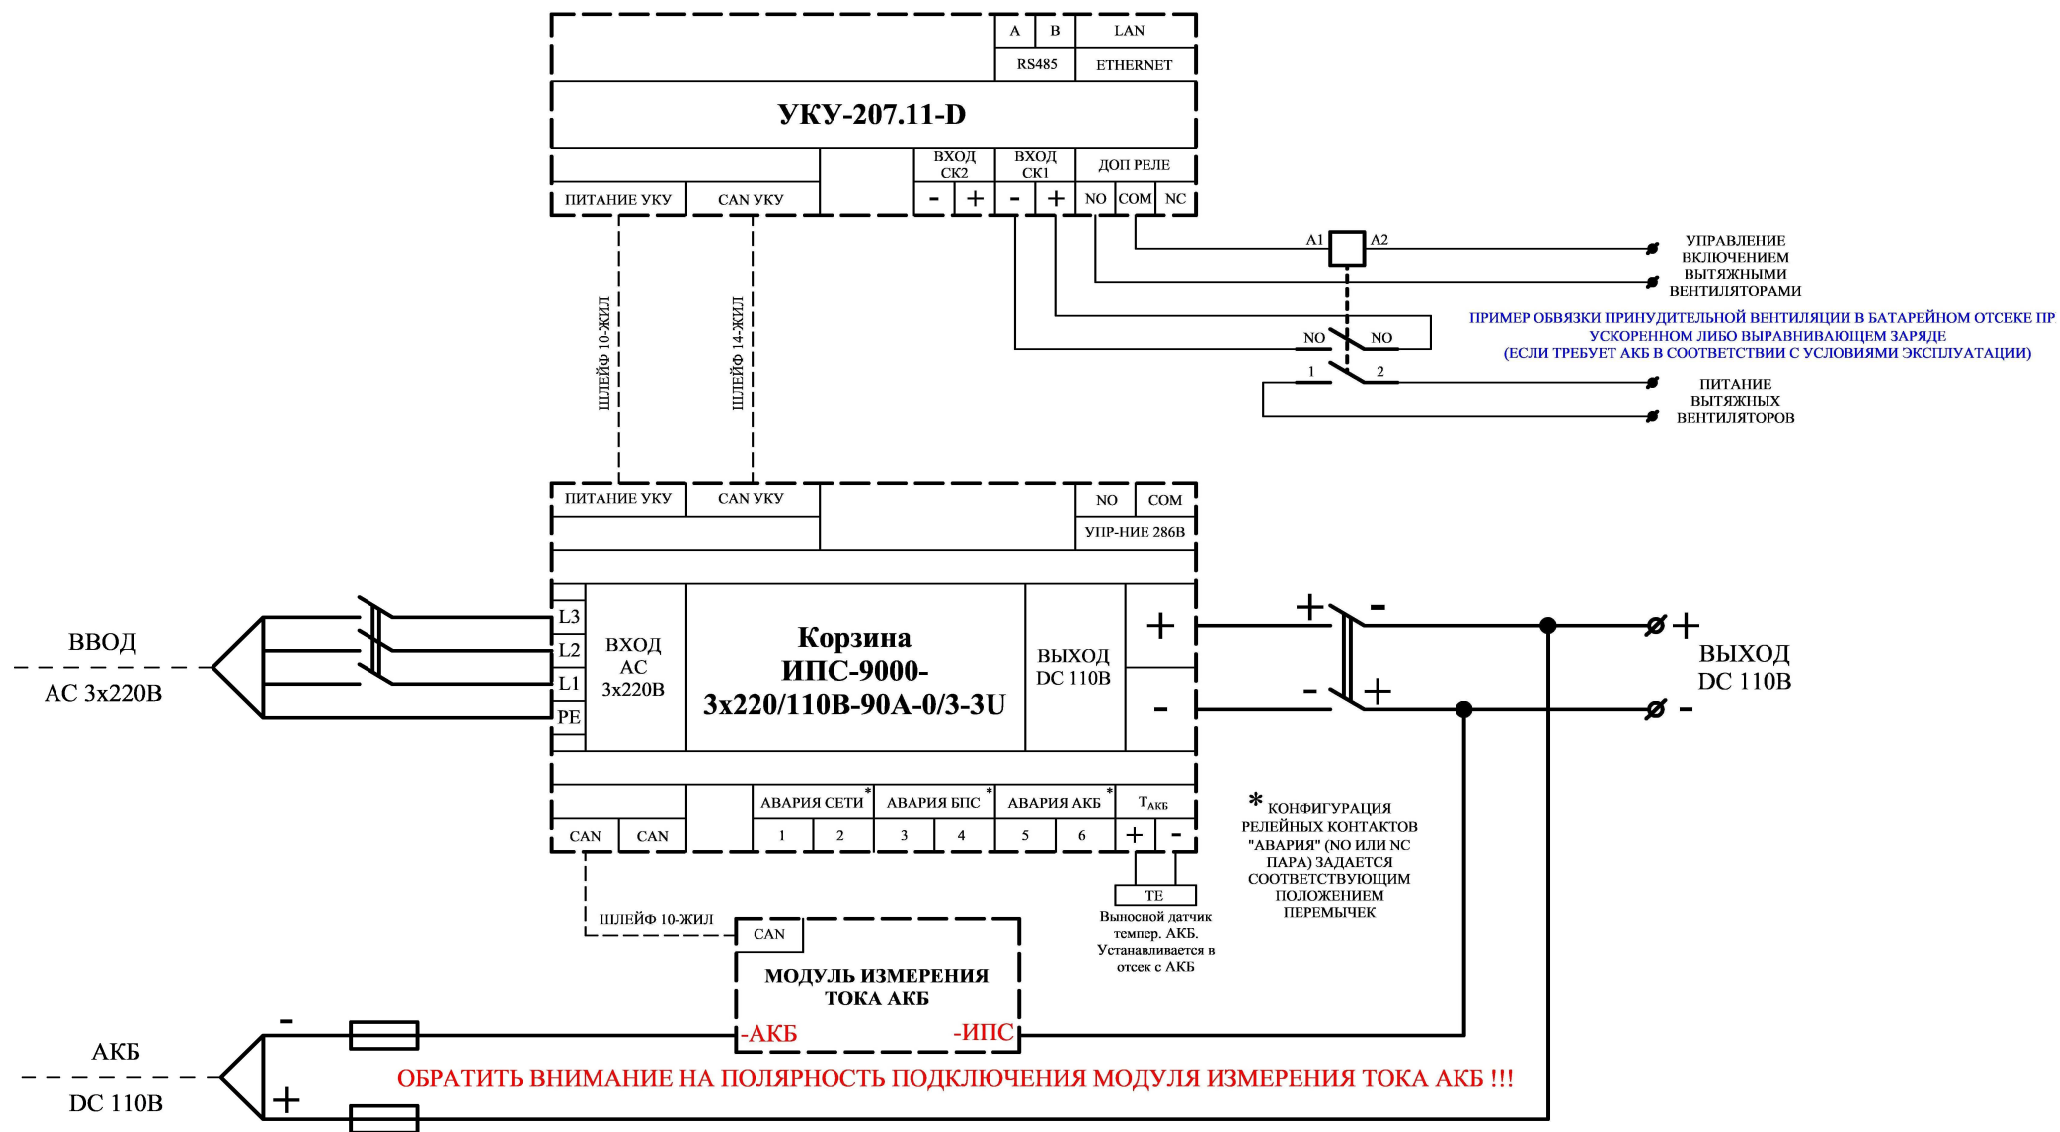 A B LAN
RS485 ETHERNET
УКУ-207.11-D
ВХОД СК2
ВХОД СК1
ДОП РЕЛЕ
ПИТАНИЕ УКУ CAN УКУ - + - + NO COM NC
A1 A2
УПРАВЛЕНИЕ
ВКЛЮЧЕНИЕМ
ВЫТЯЖНЫМИ
ВЕНТИЛЯТОРАМИ
ШЛЕЙФ 10-ЖИЛ
ШЛЕЙФ 14-ЖИЛ
ПРИМЕР ОБВЯЗКИ ПРИНУДИТЕЛЬНОЙ ВЕНТИЛЯЦИИ В БАТАРЕЙНОМ ОТСЕКЕ ПР
УСКОРЕННОМ ЛИБО ВЫРАВНИВАЮЩЕМ ЗАРЯДЕ
(ЕСЛИ ТРЕБУЕТ АКБ В СООТВЕТСТВИИ С УСЛОВИЯМИ ЭКСПЛУАТАЦИИ)
NO NO
1 2
ПИТАНИЕ
ВЫТЯЖНЫХ
ВЕНТИЛЯТОРОВ
ПИТАНИЕ УКУ CAN УКУ NO COM
УПР-НИЕ 286В
ВВОД
АС 3х220В
L3
L2
L1
PE
ВХОД
АС
3х220В
Корзина
ИПС-9000-
3х220/110В-90А-0/3-3U
ВЫХОД
DC 110В
+
-
+ -
- +
+
-
ВЫХОД
DC 110В
АВАРИЯ СЕТИ* АВАРИЯ БПС* АВАРИЯ АКБ* ТАКБ
CAN CAN 1 2 3 4 5 6 + -
* КОНФИГУРАЦИЯ
РЕЛЕЙНЫХ КОНТАКТОВ
"АВАРИЯ" (NO ИЛИ NC
ПАРА) ЗАДАЕТСЯ
СООТВЕТСТВУЮЩИМ
ПОЛОЖЕНИЕМ
ПЕРЕМЫЧЕК
TE
Выносной датчик
темпер. АКБ.
Устанавливается в
отсек с АКБ
ШЛЕЙФ 10-ЖИЛ
CAN
МОДУЛЬ ИЗМЕРЕНИЯ
ТОКА АКБ
-АКБ -ИПС
-
АКБ
DC 110В
+
ОБРАТИТЬ ВНИМАНИЕ НА ПОЛЯРНОСТЬ ПОДКЛЮЧЕНИЯ МОДУЛЯ ИЗМЕРЕНИЯ ТОКА АКБ !!!